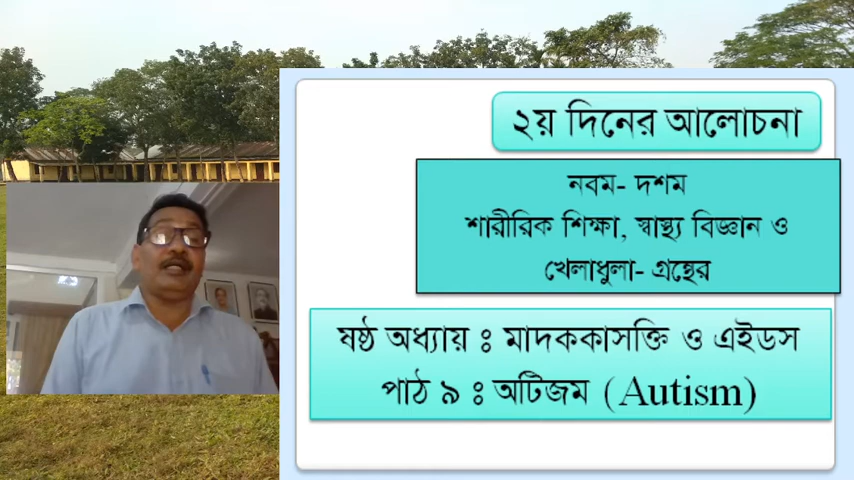 ২য় দিনের আলোচনা
নবম- দশম
শারীরিক শিক্ষা, স্বাস্থ্য বিজ্ঞান ও
খেলাধুলা- গ্রন্থের
ষষ্ঠ অধ্যায় ঃ মাদককাসক্তি ও এইডস
পাঠ ৯ ঃ অটিজম (Autism)